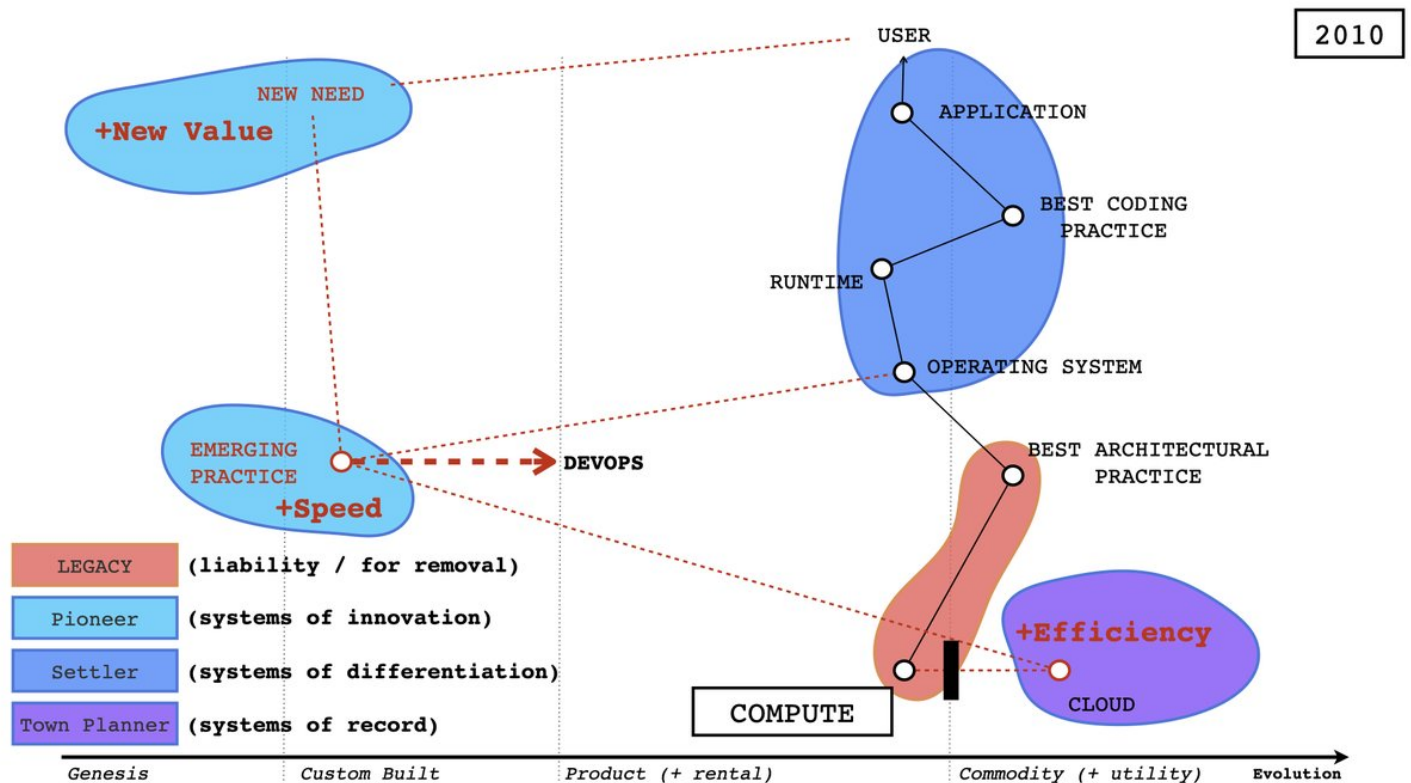 2010
USER
NEW NEED
+New Value
APPLICATION
BEST CODING
PRACTICE
RUNTIME
OPERATING SYSTEM
EMERGING
PRACTICE
+Speed
DEVOPS
BEST ARCHITECTURAL
PRACTICE
LEGACY (liability / for removal)
Pioneer (systems of innovation)
Settler (systems of differentiation)
Town Planner (systems of record)
+Efficiency
CLOUD
COMPUTE
Genesis Custom Built Product (+ rental) Commodity (+ utility) Evolution